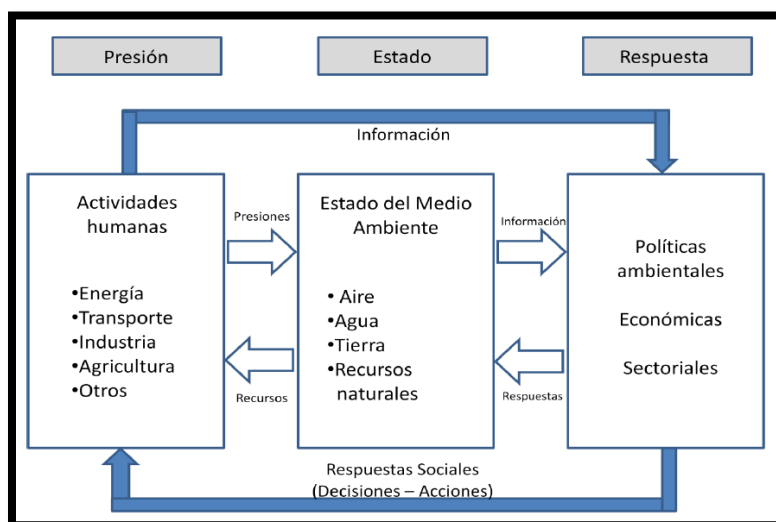 Presión
Estado
Respuesta
Información
Actividades
humanas
•Energía
•Transporte
•Industria
•Agricultura
•Otros
Presiones
Recursos
Estado del Medio
Ambiente
• Aire
• Agua
• Tierra
• Recursos
naturales
Información
Respuestas
Políticas
ambientales
Económicas
Sectoriales
Respuestas Sociales
(Decisiones – Acciones)